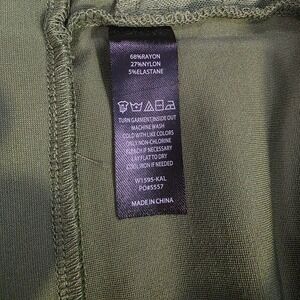 68%RAYON
27%NYLON
5%ELASTANE
TURN GARMENT INSIDE OUT
MACHINE WASH
COLD WITH LIKE COLORS
ONLY NON-CHLORINE
BLEACH IF NECESSARY
LAY FLAT TO DRY
COOL IRON IF NEEDED
W1595-KAL
PO#5557
MADE IN CHINA